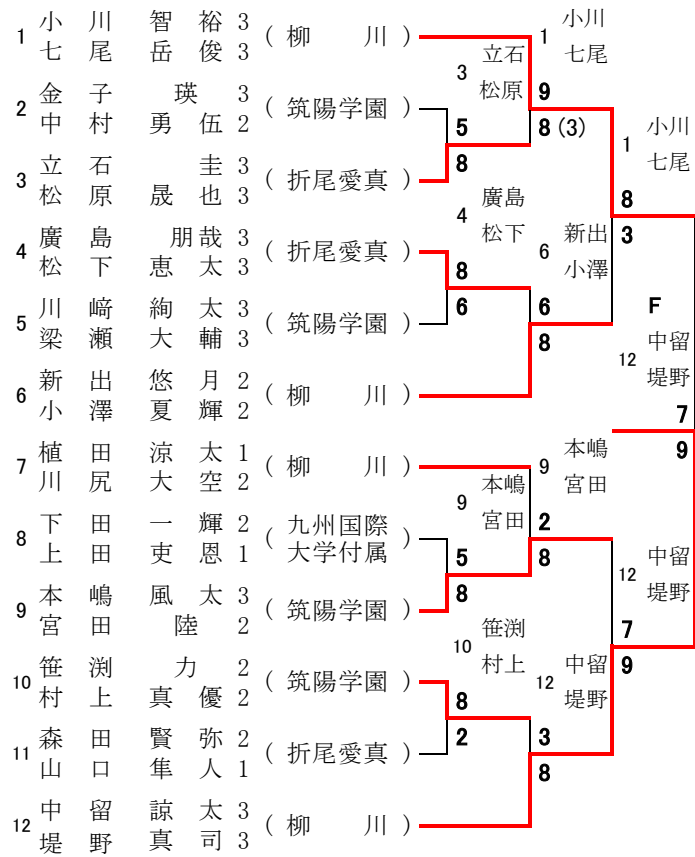 1 小川智裕 3 (柳川)
七尾岳俊 3
2 金子瑛 3 (筑陽学園)
中村勇伍 2
3 立石圭 3 (折尾愛真)
松原晟也 3
4 廣島朋哉 3 (折尾愛真)
松下恵太 3
5 川﨑絢太 3 (筑陽学園)
梁瀬大輔 3
6 新出悠月 2 (柳川)
小澤夏輝 2
7 植田涼太 1 (柳川)
川尻大空 2
8 下田一輝 2 (九州国際大学付属)
上田吏恩 1
9 本嶋風太 3 (筑陽学園)
宮田陸 2
10 笹渕力 2 (筑陽学園)
村上真優 2
11 森田賢弥 2 (折尾愛真)
山口隼人 1
12 中留諒太 3 (柳川)
堤野真司 3
3 立石
松原
5
8
4 廣島
松下
8
6
9 本嶋
宮田
5
8
10 笹渕
村上
8
2
1 小川
七尾
9
8 (3)
6 新出
小澤
6
8
9 本嶋
宮田
2
8
12 中留
堤野
3
8
1 小川
七尾
8
3
12 中留
堤野
7
9
F
12 中留
堤野
7
9